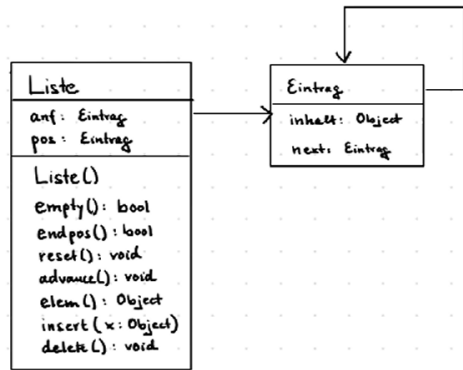 Liste
anf: Eintrag
pos: Eintrag
Liste()
empty(): bool
endpos(): bool
reset(): void
advance(): void
elem(): Object
insert(x: Object)
delete(): void
Eintrag
inhalt: Object
next: Eintrag